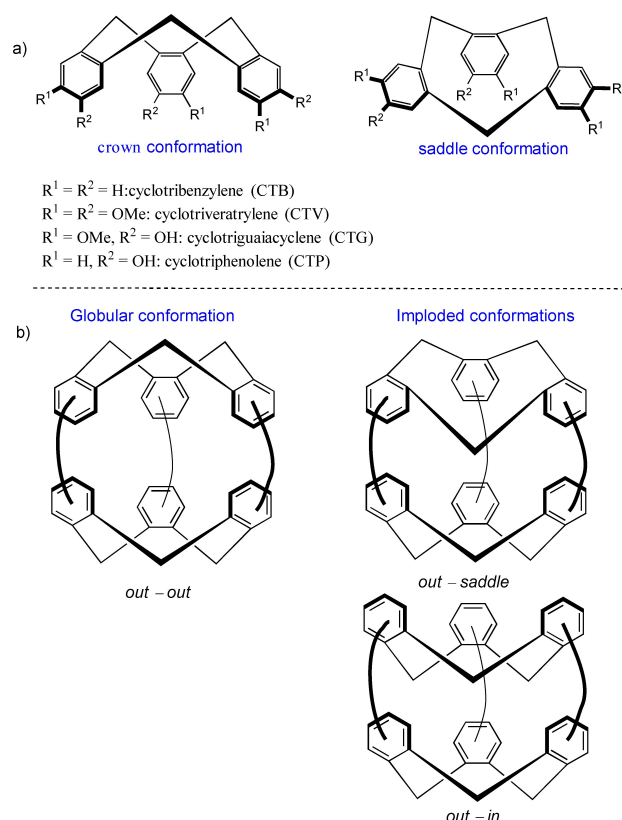 a)
R¹ R² R² R¹ R¹ R²
R¹ R² R² R¹ R¹
crown conformation
saddle conformation
R¹ = R² = H:cyclotribenzylene (CTB)
R¹ = R² = OMe: cyclotriveratrylene (CTV)
R¹ = OMe, R² = OH: cyclotriguaiacyclene (CTG)
R¹ = H, R² = OH: cyclotriphenolene (CTP)
Globular conformation
Imploded conformations
b)
out – out
out – saddle
out – in